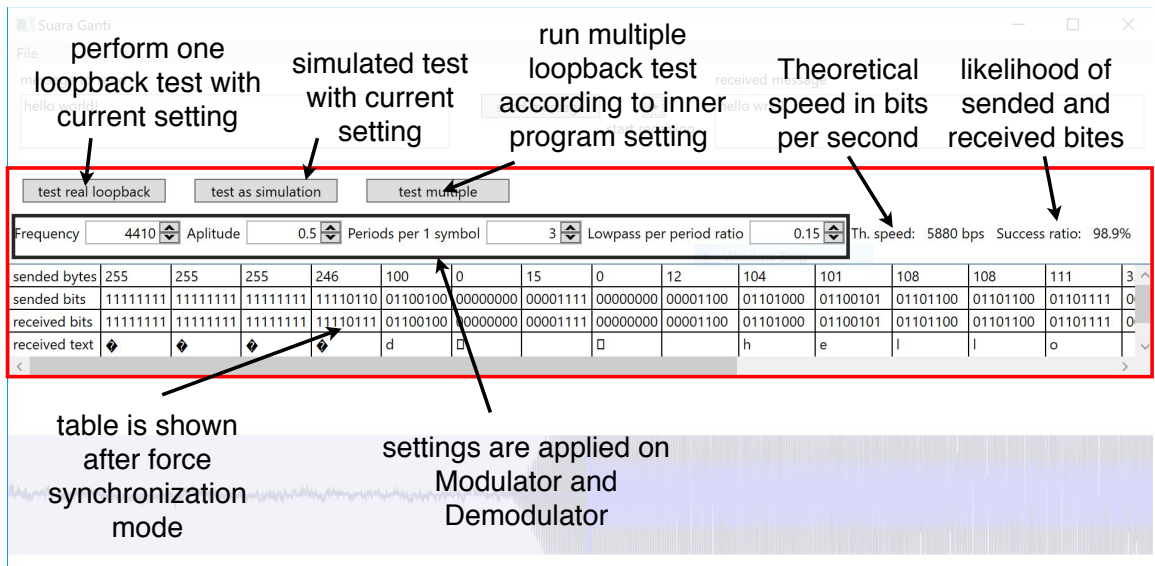 Suara Ganti
File
perform one
loopback test with
current setting
simulated test
with current
setting
run multiple
loopback test
according to inner
program setting
received message
Theoretical
speed in bits
per second
likelihood of
sended and
received bites
hello world!
test real loopback test as simulation test multiple
Frequency 4410 Aplitude 0.5 Periods per 1 symbol 3 Lowpass per period ratio 0.15 Th. speed: 5880 bps Success ratio: 98.9%
sended bytes 255 255 255 246 100 0 15 0 12 104 101 108 108 111 3
sended bits 11111111 11111111 11111111 11110110 01100100 00000000 00001111 00000000 00001100 01101000 01100101 01101100 01101100 01101111 00
received bits 11111111 11111111 11111111 11110111 01100100 00000000 00001111 00000000 00001100 01101000 01100101 01101100 01101100 01101111 00
received text � � � � d h e l l o
table is shown
after force
synchronization
mode
settings are applied on
Modulator and
Demodulator